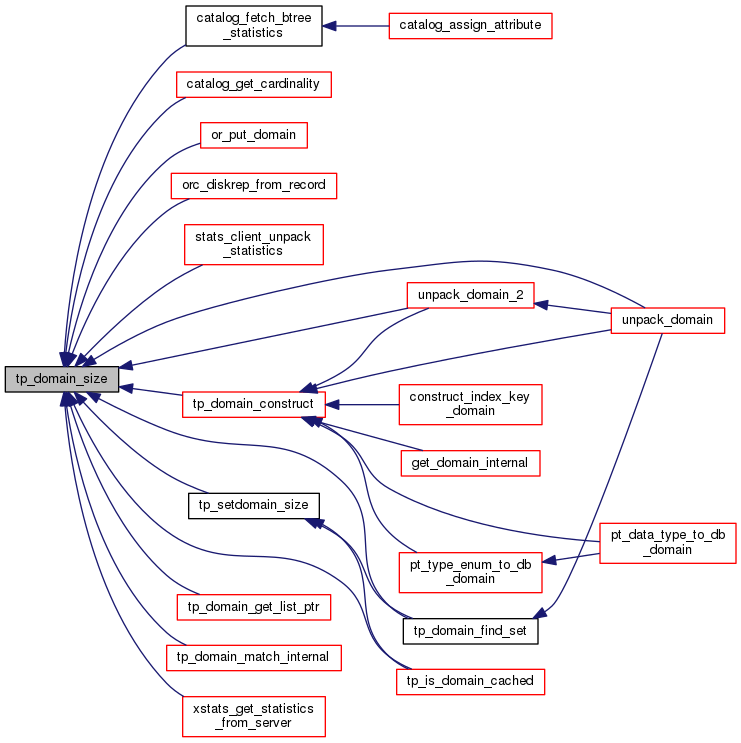 catalog_fetch_btree
_statistics
catalog_assign_attribute
catalog_get_cardinality
or_put_domain
orc_diskrep_from_record
stats_client_unpack
_statistics
unpack_domain_2
unpack_domain
tp_domain_size
tp_domain_construct
construct_index_key
_domain
get_domain_internal
tp_setdomain_size
pt_data_type_to_db
_domain
pt_type_enum_to_db
_domain
tp_domain_get_list_ptr
tp_domain_find_set
tp_domain_match_internal
tp_is_domain_cached
xstats_get_statistics
_from_server